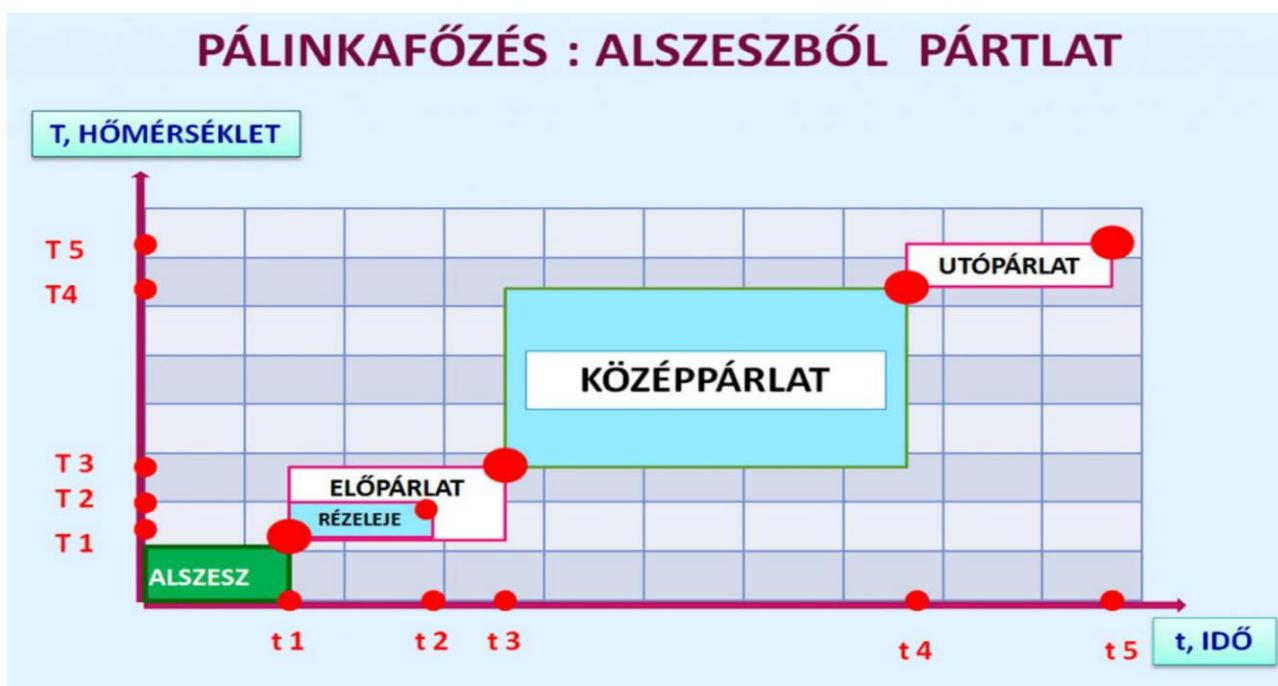 PÁLINKAFŐZÉS : ALSZESZBŐL PÁRTLAT
T, HŐMÉRSÉKLET
T 5
UTÓPÁRLAT
T4
KÖZÉPPÁRLAT
T 3
ELŐPÁRLAT
T 2
RÉZELEJE
T 1
ALSZESZ
t 1
t 2
t 3
t 4
t 5
t, IDŐ